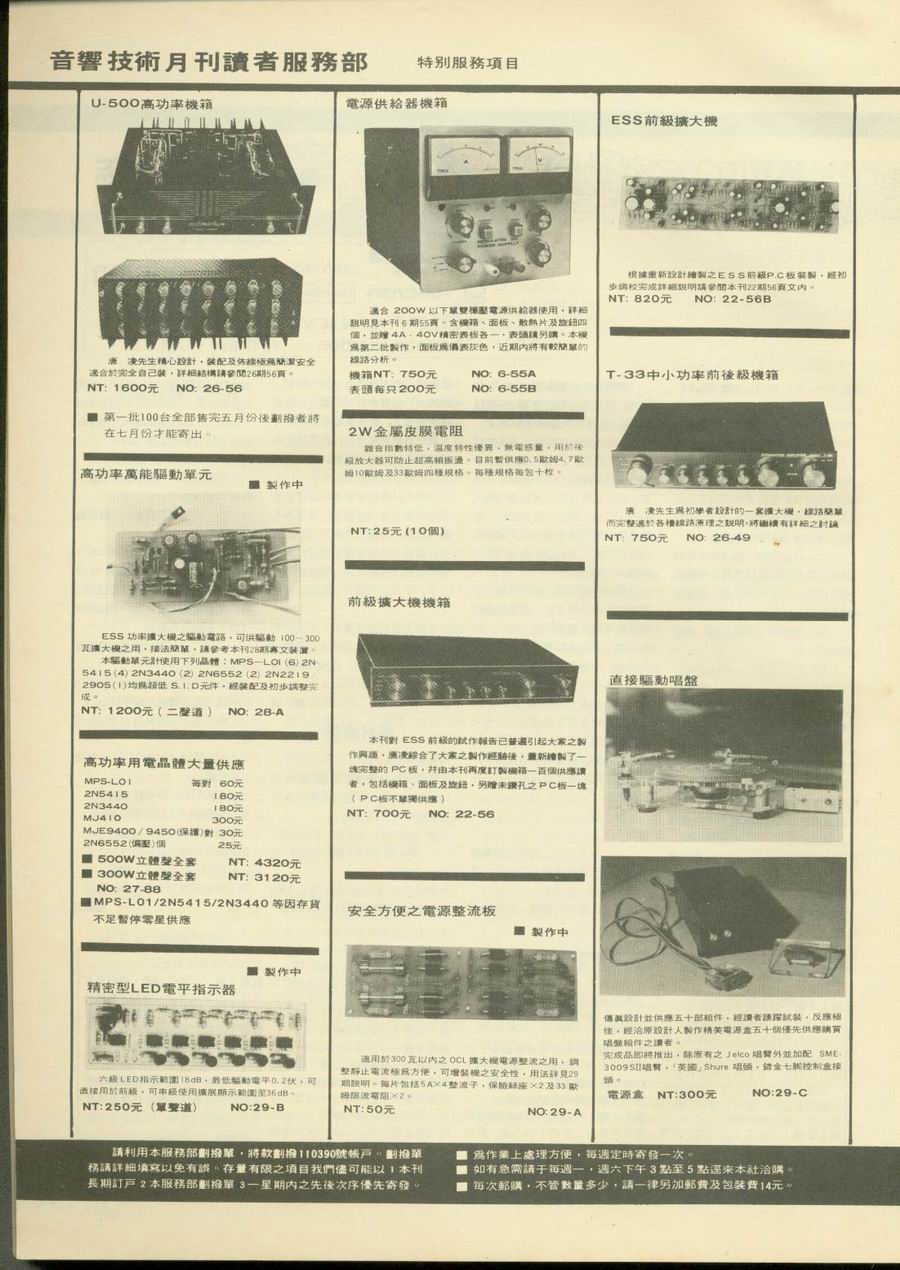 音響技術月刊讀者服務部　特別服務項目
U-500高功率機箱
唐　凌先生精心設計，裝配及佈線極爲簡潔安全
適合於完全自己裝，詳細結構請參閱26期56頁。
NT: 1600元　NO: 26-56
■ 第一批100台全部售完五月份後劃撥者將
在七月份才能寄出。
高功率萬能驅動單元
■ 製作中
ESS 功率擴大機之驅動電路，可供驅動 100～300
瓦擴大機之用，接法簡單，請參考本刊28期專文裝置。
本驅動單元計使用下列晶體：MPS—LO1 (6) 2N-
5415 (4) 2N3440 (2) 2N6552 (2) 2N2219／
2905 (1) 均爲超低 S.I.D元件，經裝配及初步調整完
成。
NT: 1200元（二聲道）　NO: 28-A
高功率用電晶體大量供應
MPS-LO1　每對 60元
2N5415　180元
2N3440　180元
MJ410　300元
MJE9400／9450(保護)對 30元
2N6552(偏壓)個　25元
■ 500W立體聲全套　NT: 4320元
■ 300W立體聲全套　NT: 3120元
NO: 27-88
■ MPS-L01/2N5415/2N3440 等因存貨
不足暫停零星供應
■ 製作中
精密型LED電平指示器
六級LED指示範圍18dB，最低驅動電平0.2伏，可
直接用於前級，可串級使用擴展顯示範圍至36dB。
NT:250元（單聲道）　NO:29-B
電源供給器機箱
A
V
REGULATED DC
POWER SUPPLY
適合 200W 以下單雙穩壓電源供給器使用，詳細
說明見本刊 6 期55頁。含機箱、面板、散熱片及旋鈕四
個，並贈 4A、40V精密表板各一，表頭請另購。本機
爲第二批製作，面板爲儀表灰色，近期內將有較簡單的
線路分析。
機箱NT: 750元　NO: 6-55A
表頭每只200元　NO: 6-55B
2W金屬皮膜電阻
雜音指數特低，溫度特性優異，無電感量，用於後
級放大器可防止超高頻振盪。目前暫供應0.5歐姆4.7歐
姆10歐姆及33歐姆四種規格。每種規格每包十枚。
NT:25元 (10個)
前級擴大機機箱
本刊對 ESS 前級的試作報告已普遍引起大家之製
作興趣，唐凌綜合了大家之製作經驗後，重新繪製了一
塊完整的 PC 板，幷由本刊再度訂製機箱一百個供應讀
者，包括機箱、面板及旋鈕，另贈未鑽孔之 P C 板一塊
（ P C 板不單獨供應 ）
NT: 700元　NO: 22-56
安全方便之電源整流板
■ 製作中
適用於300 瓦以內之 OCL 擴大機電源整流之用，調
整靜止電流極爲方便，可增裝機之安全性，用法詳見29
期說明。每片包括 5 A×4 整流子，保險絲座 ×2 及 33 歐
姆限流電阻 ×2。
NT:50元　NO:29-A
ESS前級擴大機
根據重新設計繪製之 E S S 前級P.C 板裝製，經初
步調校完成詳細說明請參閱本刊22期56頁文內。
NT: 820元　NO: 22-56B
T-33中小功率前後級機箱
唐　凌先生爲初學者設計的一套擴大機，線路簡單
而完整適於各種線路原理之說明，將繼續有詳細之討論
NT: 750元　NO: 26-49
直接驅動唱盤
傳眞設計並供應五十部組件，經讀者踴躍試裝，反應極
佳，經洽原設計人製作精美電源盒五十個優先供應購買
唱盤組件之讀者。
完成品即將推出，除原有之 Jelco 唱臂外並加配 SME-
3009SII唱臂，「英國」Shure 唱頭，鍍金七脚控制盒接
頭。
電源盒　NT:300元　NO:29-C
請利用本服務部劃撥單，將款劃撥110390號帳戶。劃撥單
務請詳細塡寫以免有誤。存量有限之項目我們儘可能以 1 本刊
長期訂戶 2 本服務部劃撥單 3 一星期內之先後次序優先寄發。
■ 爲作業上處理方便，每週定時寄發一次。
■ 如有急需請于每週一，週六下午 3 點至 5 點逕來本社洽購。
■ 每次郵購，不管數量多少，請一律另加郵費及包裝費14元。